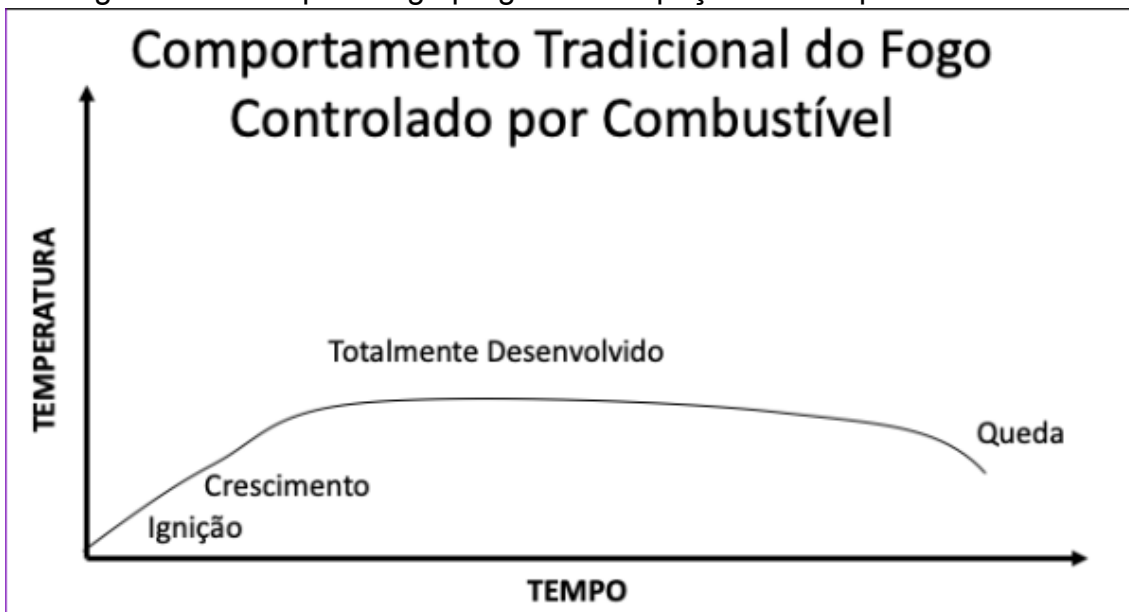 Comportamento Tradicional do Fogo
Controlado por Combustível
TEMPERATURA
Totalmente Desenvolvido
Queda
Crescimento
Ignição
TEMPO